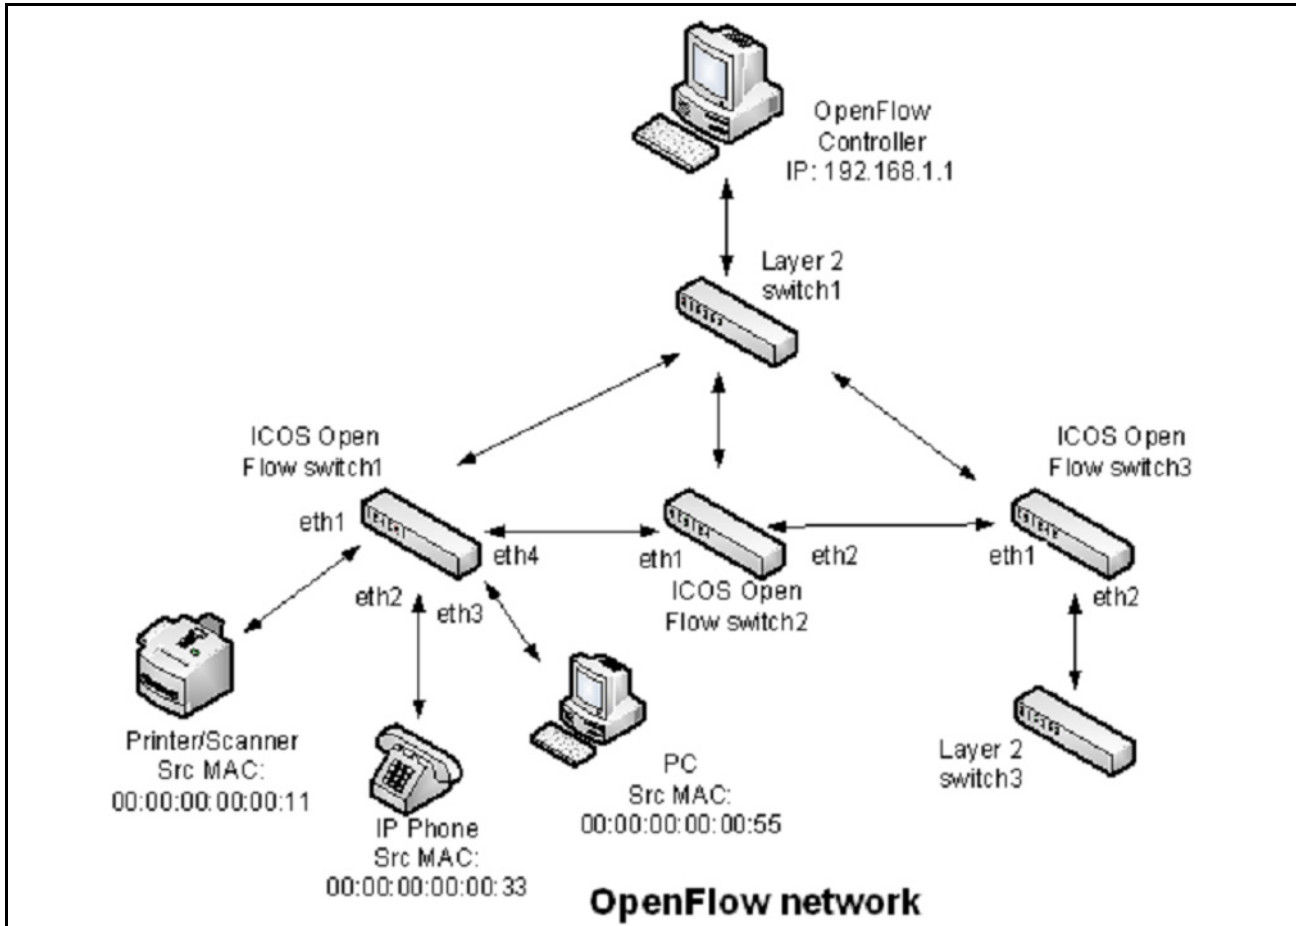 OpenFlow
Controller
IP: 192.168.1.1
Layer 2
switch1
ICOS Open
Flow switch1
ICOS Open
Flow switch3
eth1
eth4
eth1
eth2
eth1
eth2
eth3
ICOS Open
Flow switch2
eth2
Printer/Scanner
Src MAC:
00:00:00:00:00:11
IP Phone
Src MAC:
00:00:00:00:00:33
PC
Src MAC:
00:00:00:00:00:55
Layer 2
switch3
OpenFlow network